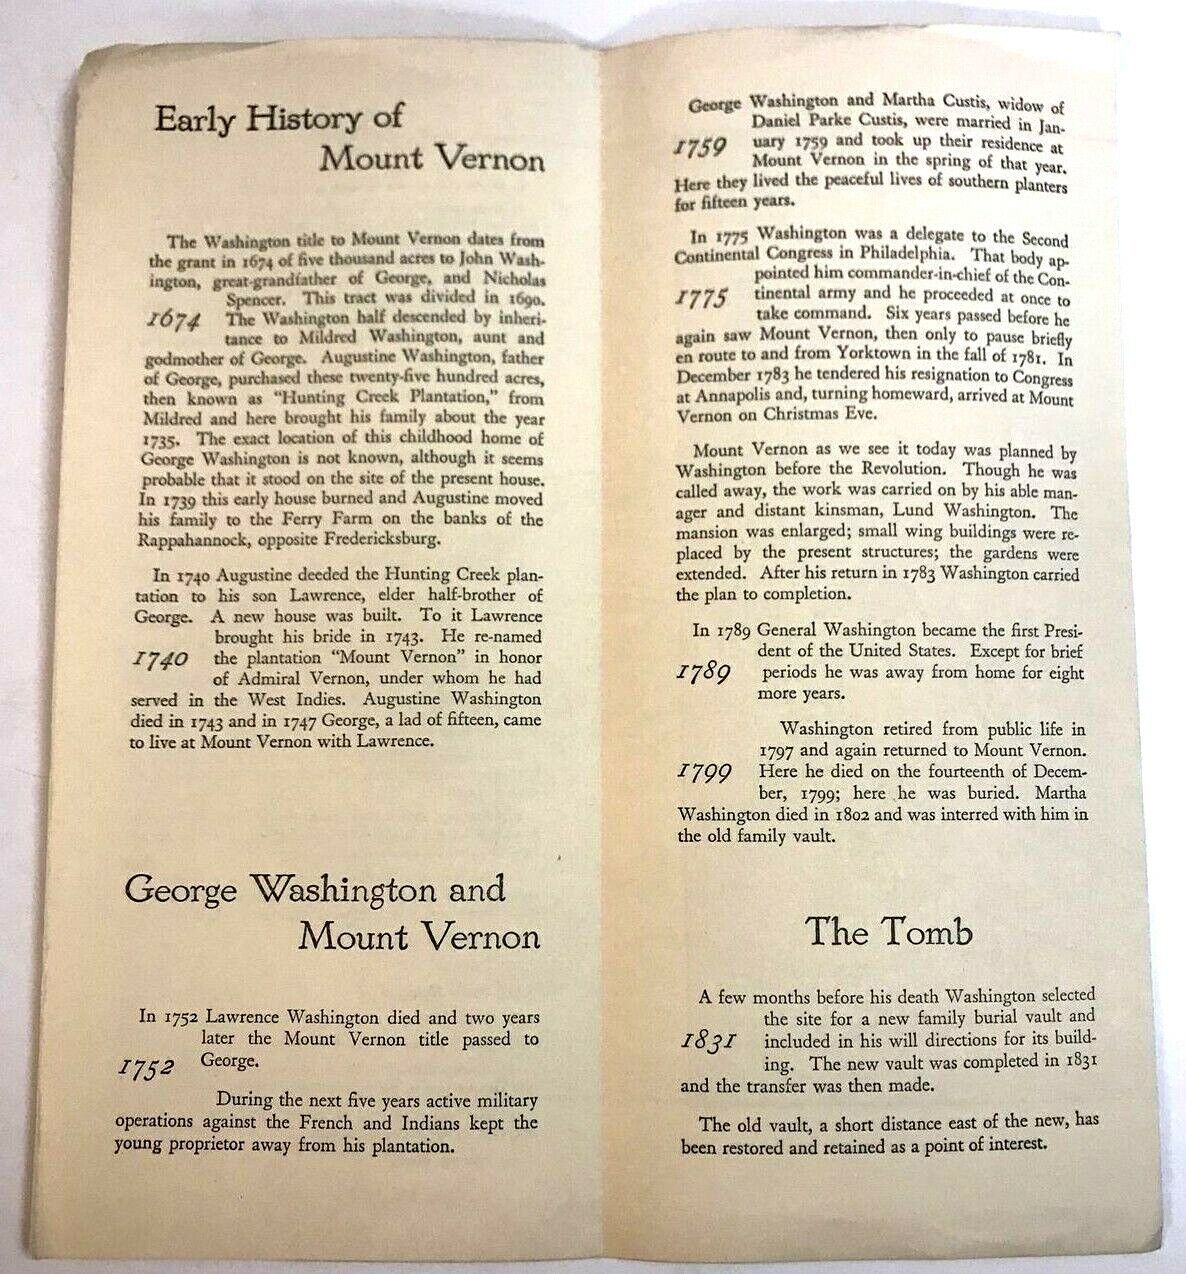 Early History of
Mount Vernon
The Washington title to Mount Vernon dates from
the grant in 1674 of five thousand acres to John Wash-
ington, great-grandfather of George, and Nicholas
Spencer. This tract was divided in 1690.
1674 The Washington half descended by inheri-
tance to Mildred Washington, aunt and
godmother of George. Augustine Washington, father
of George, purchased these twenty-five hundred acres,
then known as "Hunting Creek Plantation," from
Mildred and here brought his family about the year
1735. The exact location of this childhood home of
George Washington is not known, although it seems
probable that it stood on the site of the present house.
In 1739 this early house burned and Augustine moved
his family to the Ferry Farm on the banks of the
Rappahannock, opposite Fredericksburg.
In 1740 Augustine deeded the Hunting Creek plan-
tation to his son Lawrence, elder half-brother of
George. A new house was built. To it Lawrence
brought his bride in 1743. He re-named
1740 the plantation "Mount Vernon" in honor
of Admiral Vernon, under whom he had
served in the West Indies. Augustine Washington
died in 1743 and in 1747 George, a lad of fifteen, came
to live at Mount Vernon with Lawrence.
George Washington and
Mount Vernon
In 1752 Lawrence Washington died and two years
later the Mount Vernon title passed to
1752 George.
During the next five years active military
operations against the French and Indians kept the
young proprietor away from his plantation.
George Washington and Martha Custis, widow of
Daniel Parke Custis, were married in Jan-
1759 uary 1759 and took up their residence at
Mount Vernon in the spring of that year.
Here they lived the peaceful lives of southern planters
for fifteen years.
In 1775 Washington was a delegate to the Second
Continental Congress in Philadelphia. That body ap-
pointed him commander-in-chief of the Con-
1775 tinental army and he proceeded at once to
take command. Six years passed before he
again saw Mount Vernon, then only to pause briefly
en route to and from Yorktown in the fall of 1781. In
December 1783 he tendered his resignation to Congress
at Annapolis and, turning homeward, arrived at Mount
Vernon on Christmas Eve.
Mount Vernon as we see it today was planned by
Washington before the Revolution. Though he was
called away, the work was carried on by his able man-
ager and distant kinsman, Lund Washington. The
mansion was enlarged; small wing buildings were re-
placed by the present structures; the gardens were
extended. After his return in 1783 Washington carried
the plan to completion.
In 1789 General Washington became the first Presi-
dent of the United States. Except for brief
1789 periods he was away from home for eight
more years.
Washington retired from public life in
1797 and again returned to Mount Vernon.
1799 Here he died on the fourteenth of Decem-
ber, 1799; here he was buried. Martha
Washington died in 1802 and was interred with him in
the old family vault.
The Tomb
A few months before his death Washington selected
the site for a new family burial vault and
1831 included in his will directions for its build-
ing. The new vault was completed in 1831
and the transfer was then made.
The old vault, a short distance east of the new, has
been restored and retained as a point of interest.